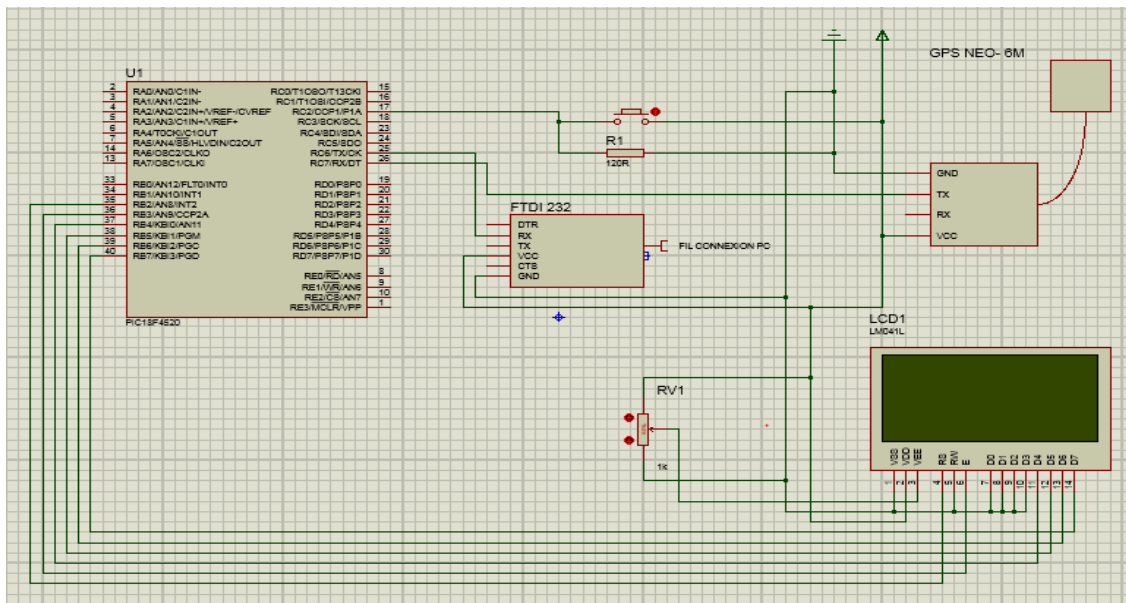 U1
2 RA0/AN0/C1IN-
3 RA1/AN1/C2IN-
4 RA2/AN2/C2IN+/VREF-/CVREF
5 RA3/AN3/C1IN+/VREF+
6 RA4/T0CKI/C1OUT
7 RA5/AN4/SS/HLVDIN/C2OUT
14 RA6/OSC2/CLKO
13 RA7/OSC1/CLKI
33 RB0/AN12/FLT0/INT0
34 RB1/AN10/INT1
35 RB2/AN8/INT2
36 RB3/AN9/CCP2A
37 RB4/KBI0/AN11
38 RB5/KBI1/PGM
39 RB6/KBI2/PGC
40 RB7/KBI3/PGD
RC0/T1OSO/T13CKI 15
RC1/T1OSI/CCP2B 16
RC2/CCP1/P1A 17
RC3/SCK/SCL 18
RC4/SDI/SDA 23
RC5/SDO 24
RC6/TX/CK 25
RC7/RX/DT 26
RD0/PSP0 19
RD1/PSP1 20
RD2/PSP2 21
RD3/PSP3 22
RD4/PSP4 27
RD5/PSP5/P1B 28
RD6/PSP6/P1C 29
RD7/PSP7/P1D 30
RE0/RD/AN5 8
RE1/WR/AN6 9
RE2/CS/AN7 10
RE3/MCLR/VPP 1
PIC18F4520
R1
120R
GPS NEO- 6M
GND
TX
RX
VCC
FTDI 232
DTR
RX
TX
VCC
CTS
GND
FIL CONNEXION PC
RV1
1k
LCD1
LM041L
VSS VDD VEE RS RW E D0 D1 D2 D3 D4 D5 D6 D7
1 2 3 4 5 6 7 8 9 10 11 12 13 14